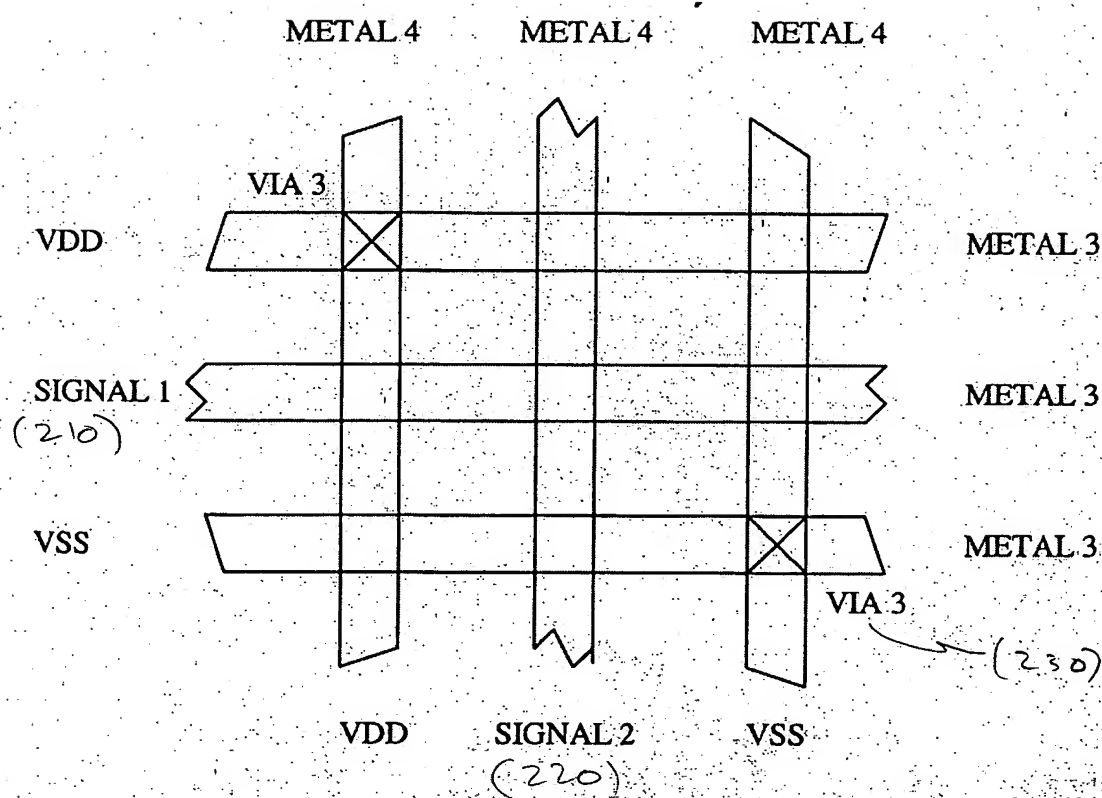 METAL 4 METAL 4 METAL 4
VIA 3
VDD METAL 3
SIGNAL 1 METAL 3
(210)
VSS METAL 3
VIA 3
(230)
VDD SIGNAL 2 VSS
(220)